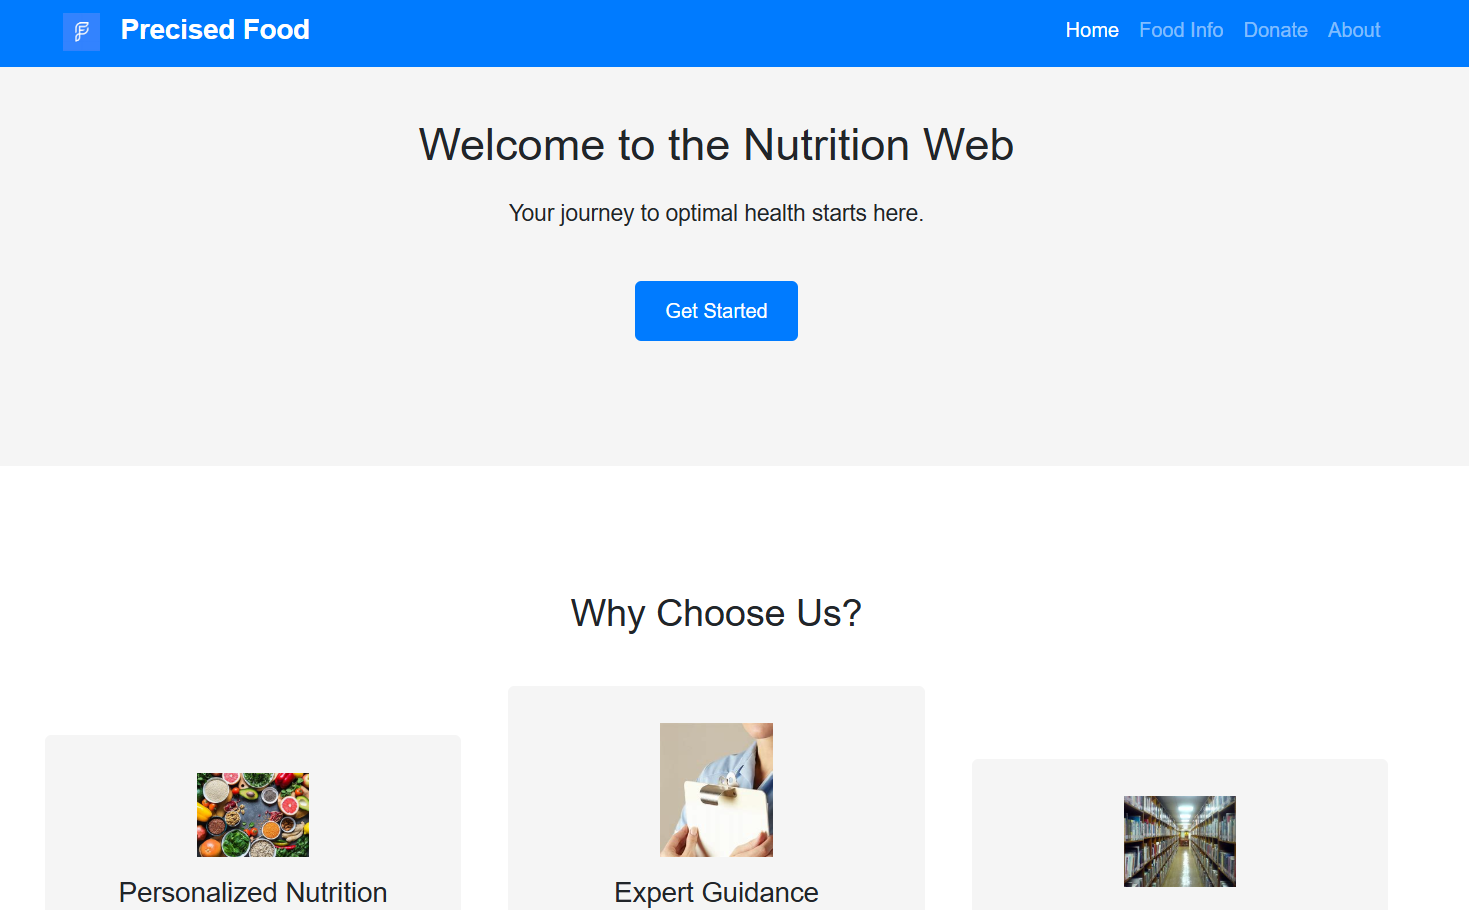 Precised Food
Home Food Info Donate About
Welcome to the Nutrition Web
Your journey to optimal health starts here.
Get Started
Why Choose Us?
Personalized Nutrition
Expert Guidance